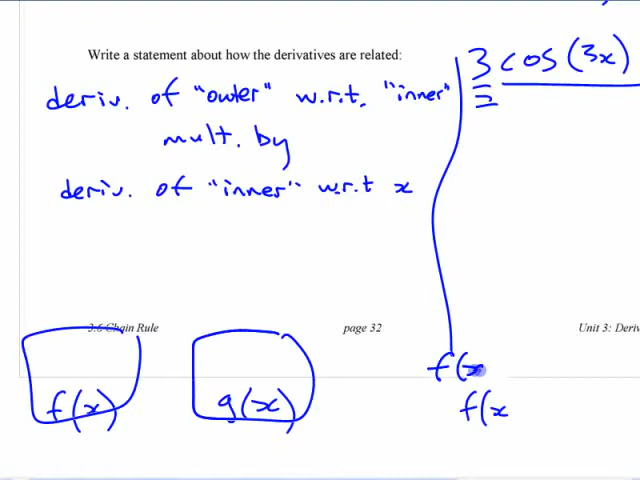 Write a statement about how the derivatives are related:
3 cos(3x)
deriv. of "outer" w.r.t. "inner"
mult. by
deriv. of "inner" w.r.t x
3.6 Chain Rule page 32 Unit 3: Deri
f(x
f(x) g(x) f(x